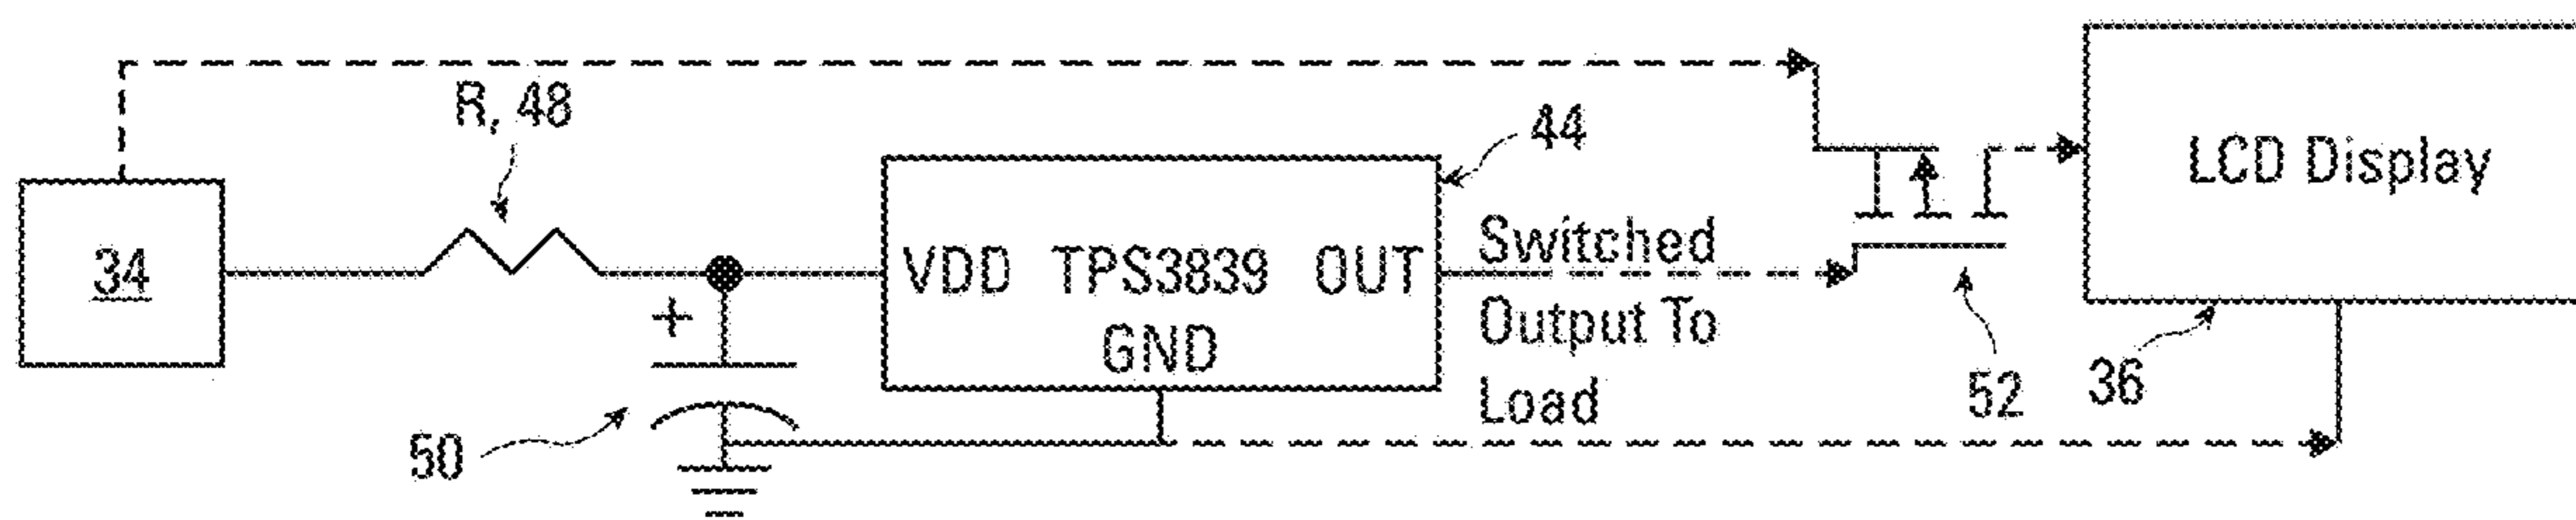 R, 48
44
LCD Display
34
VDD TPS3839 OUT
GND
+
Switched
Output To
Load
50
52
36